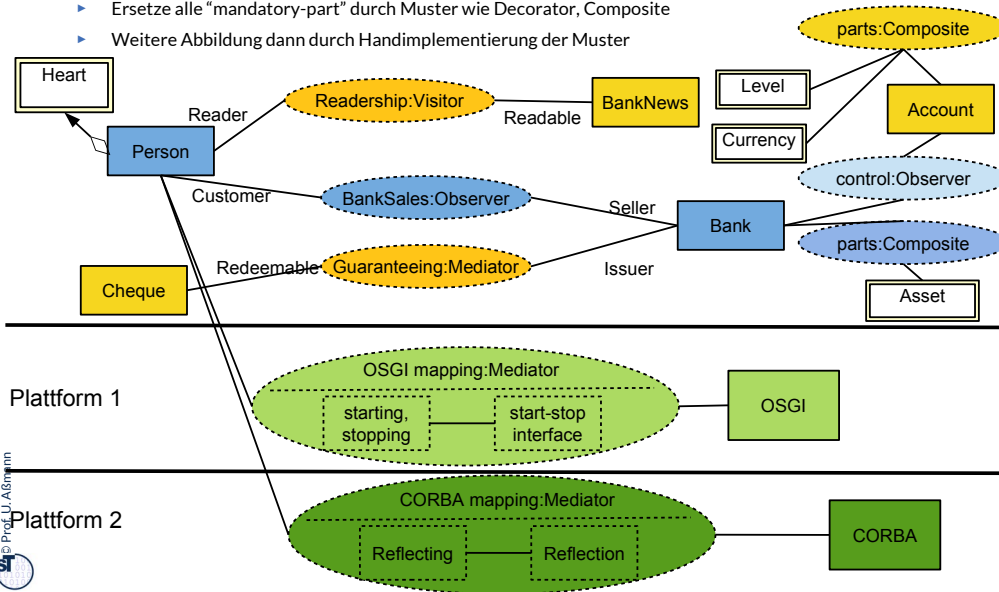 ► Ersetze alle “mandatory-part” durch Muster wie Decorator, Composite
► Weitere Abbildung dann durch Handimplementierung der Muster
parts:Composite
Heart
Level
Readership:Visitor
BankNews
Account
Reader
Readable
Currency
Person
control:Observer
Customer
BankSales:Observer
Seller
Bank
parts:Composite
Redeemable
Guaranteeing:Mediator
Issuer
Cheque
Asset
OSGI mapping:Mediator
Plattform 1
starting,
stopping
start-stop
interface
OSGI
CORBA mapping:Mediator
Plattform 2
Reflecting
Reflection
CORBA
© Prof. U. Aßmann